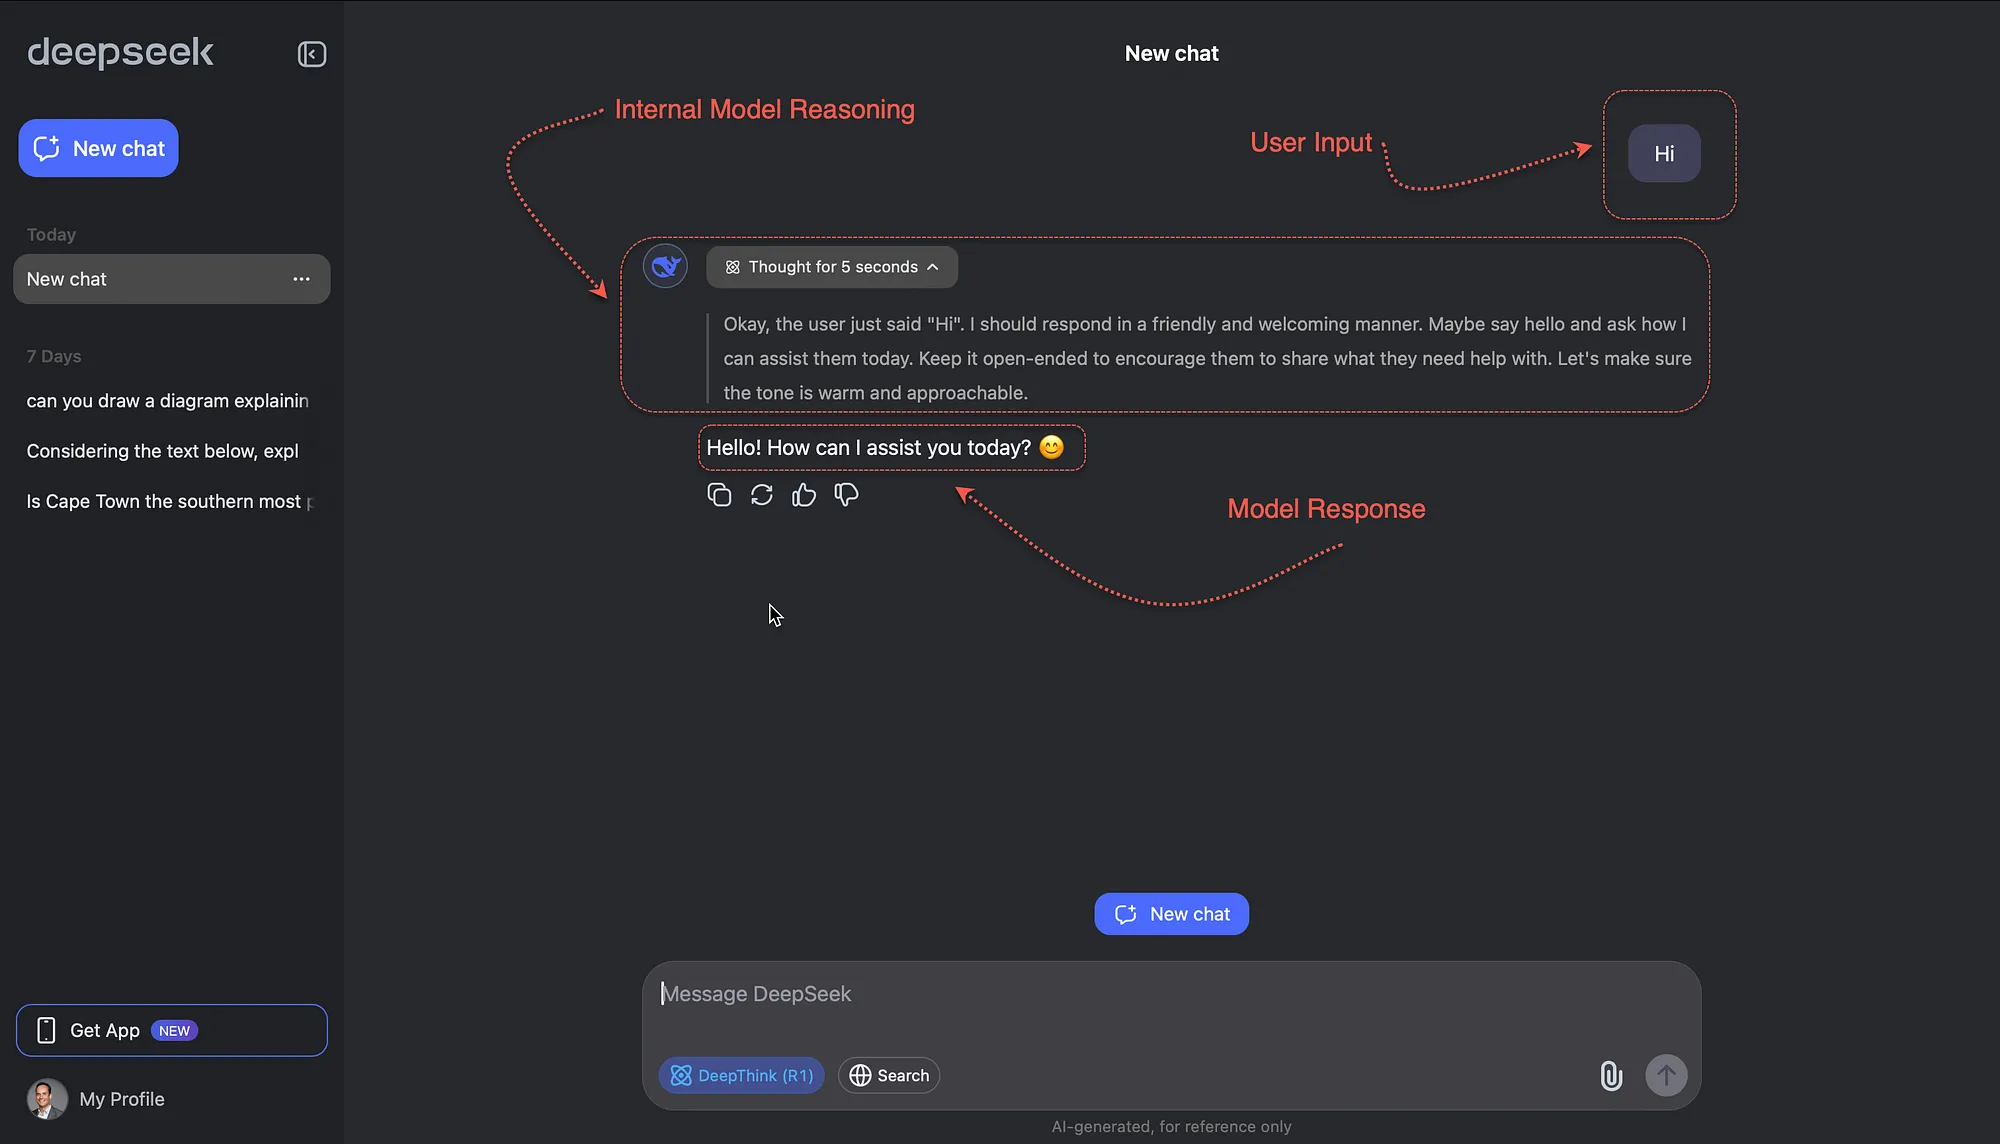 deepseek
New chat
Today
New chat
7 Days
can you draw a diagram explainin
Considering the text below, expl
Is Cape Town the southern most
Get App NEW
My Profile
New chat
Internal Model Reasoning
User Input
Hi
Thought for 5 seconds
Okay, the user just said "Hi". I should respond in a friendly and welcoming manner. Maybe say hello and ask how I
can assist them today. Keep it open-ended to encourage them to share what they need help with. Let's make sure
the tone is warm and approachable.
Hello! How can I assist you today? 😊
Model Response
New chat
Message DeepSeek
DeepThink (R1) Search
AI-generated, for reference only